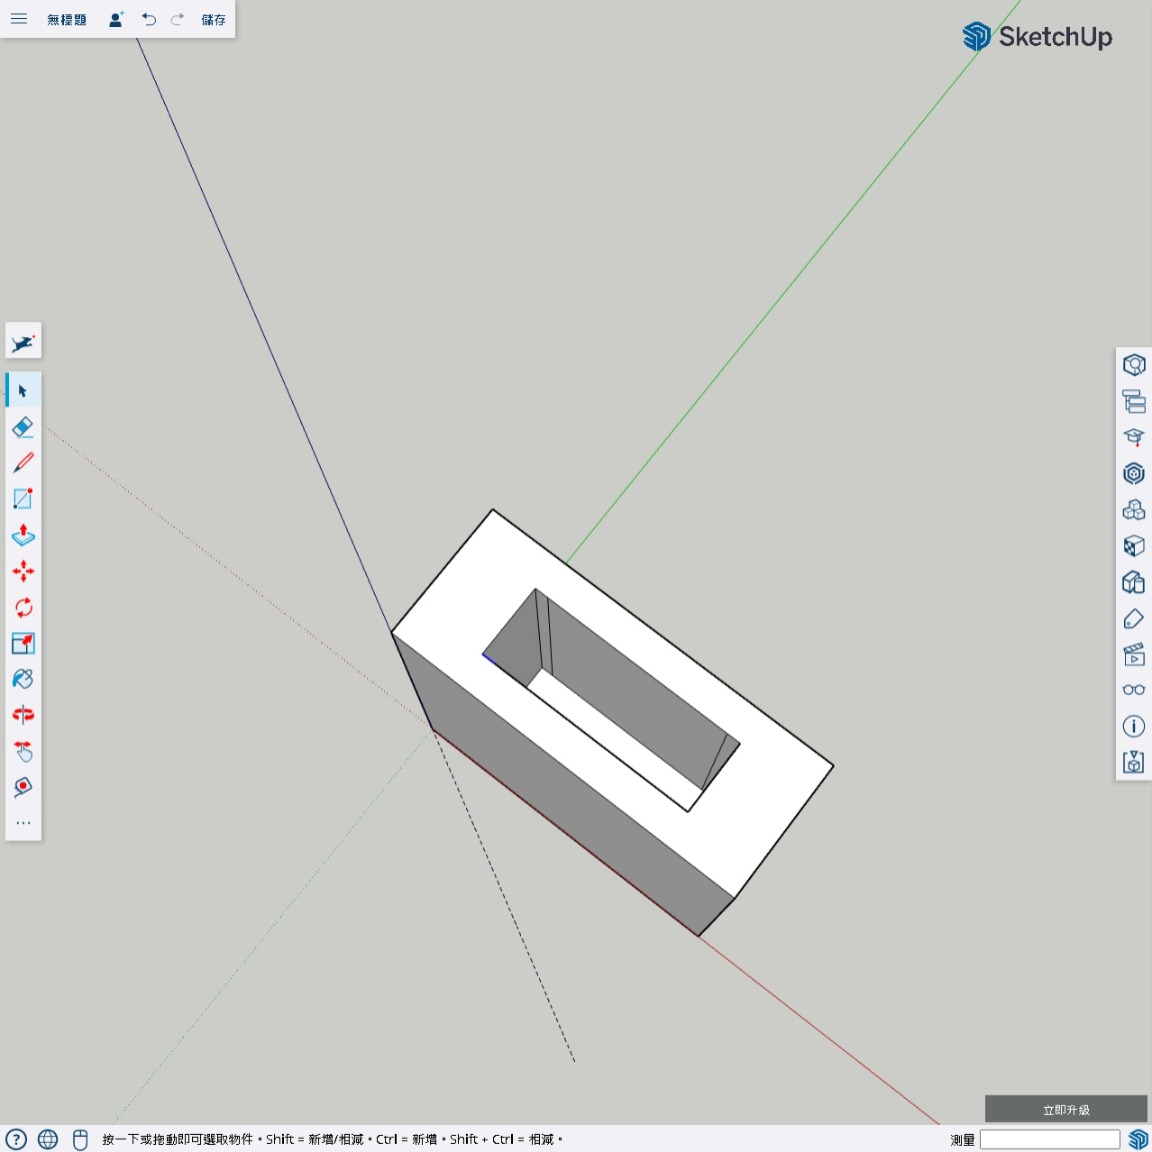 無標題 儲存
SketchUp
立即升級
按一下或拖動即可選取物件。Shift = 新增/相減。Ctrl = 新增。Shift + Ctrl = 相減。
測量